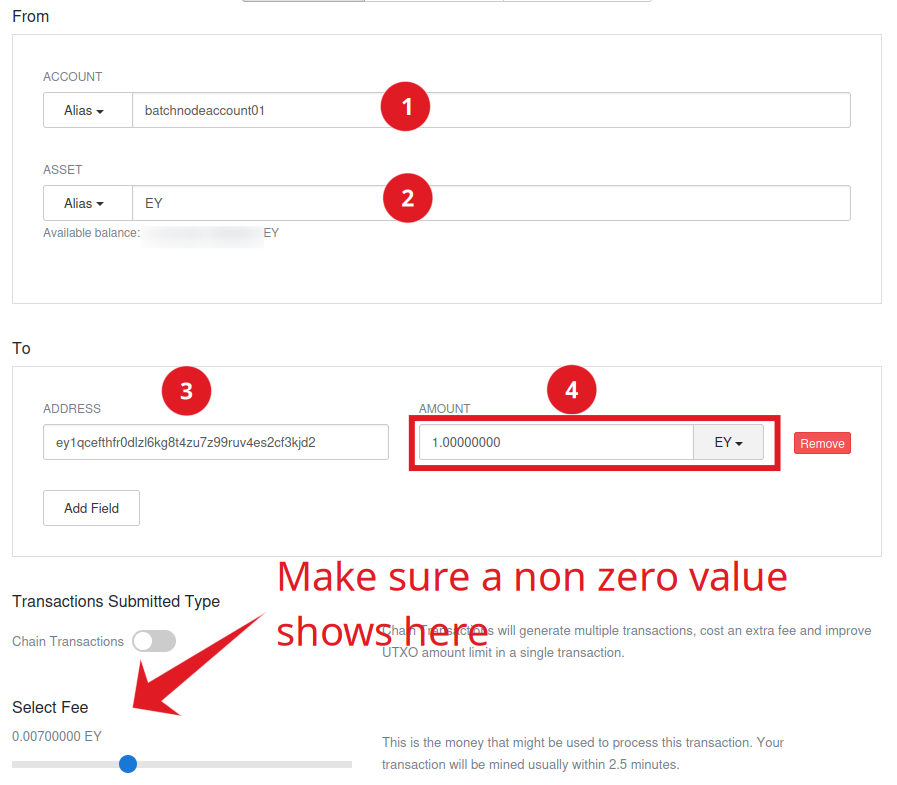 From
ACCOUNT
Alias
batchnodeaccount01
1
ASSET
Alias
EY
2
Available balance: EY
To
3
4
ADDRESS
AMOUNT
ey1qcefthfr0dlzl6kg8t4zu7z99ruv4es2cf3kjd2
1.00000000
EY
Remove
Add Field
Make sure a non zero value
shows here
Transactions Submitted Type
Chain Transactions
Chain Transactions will generate multiple transactions, cost an extra fee and improve
UTXO amount limit in a single transaction.
Select Fee
0.00700000 EY
This is the money that might be used to process this transaction. Your
transaction will be mined usually within 2.5 minutes.